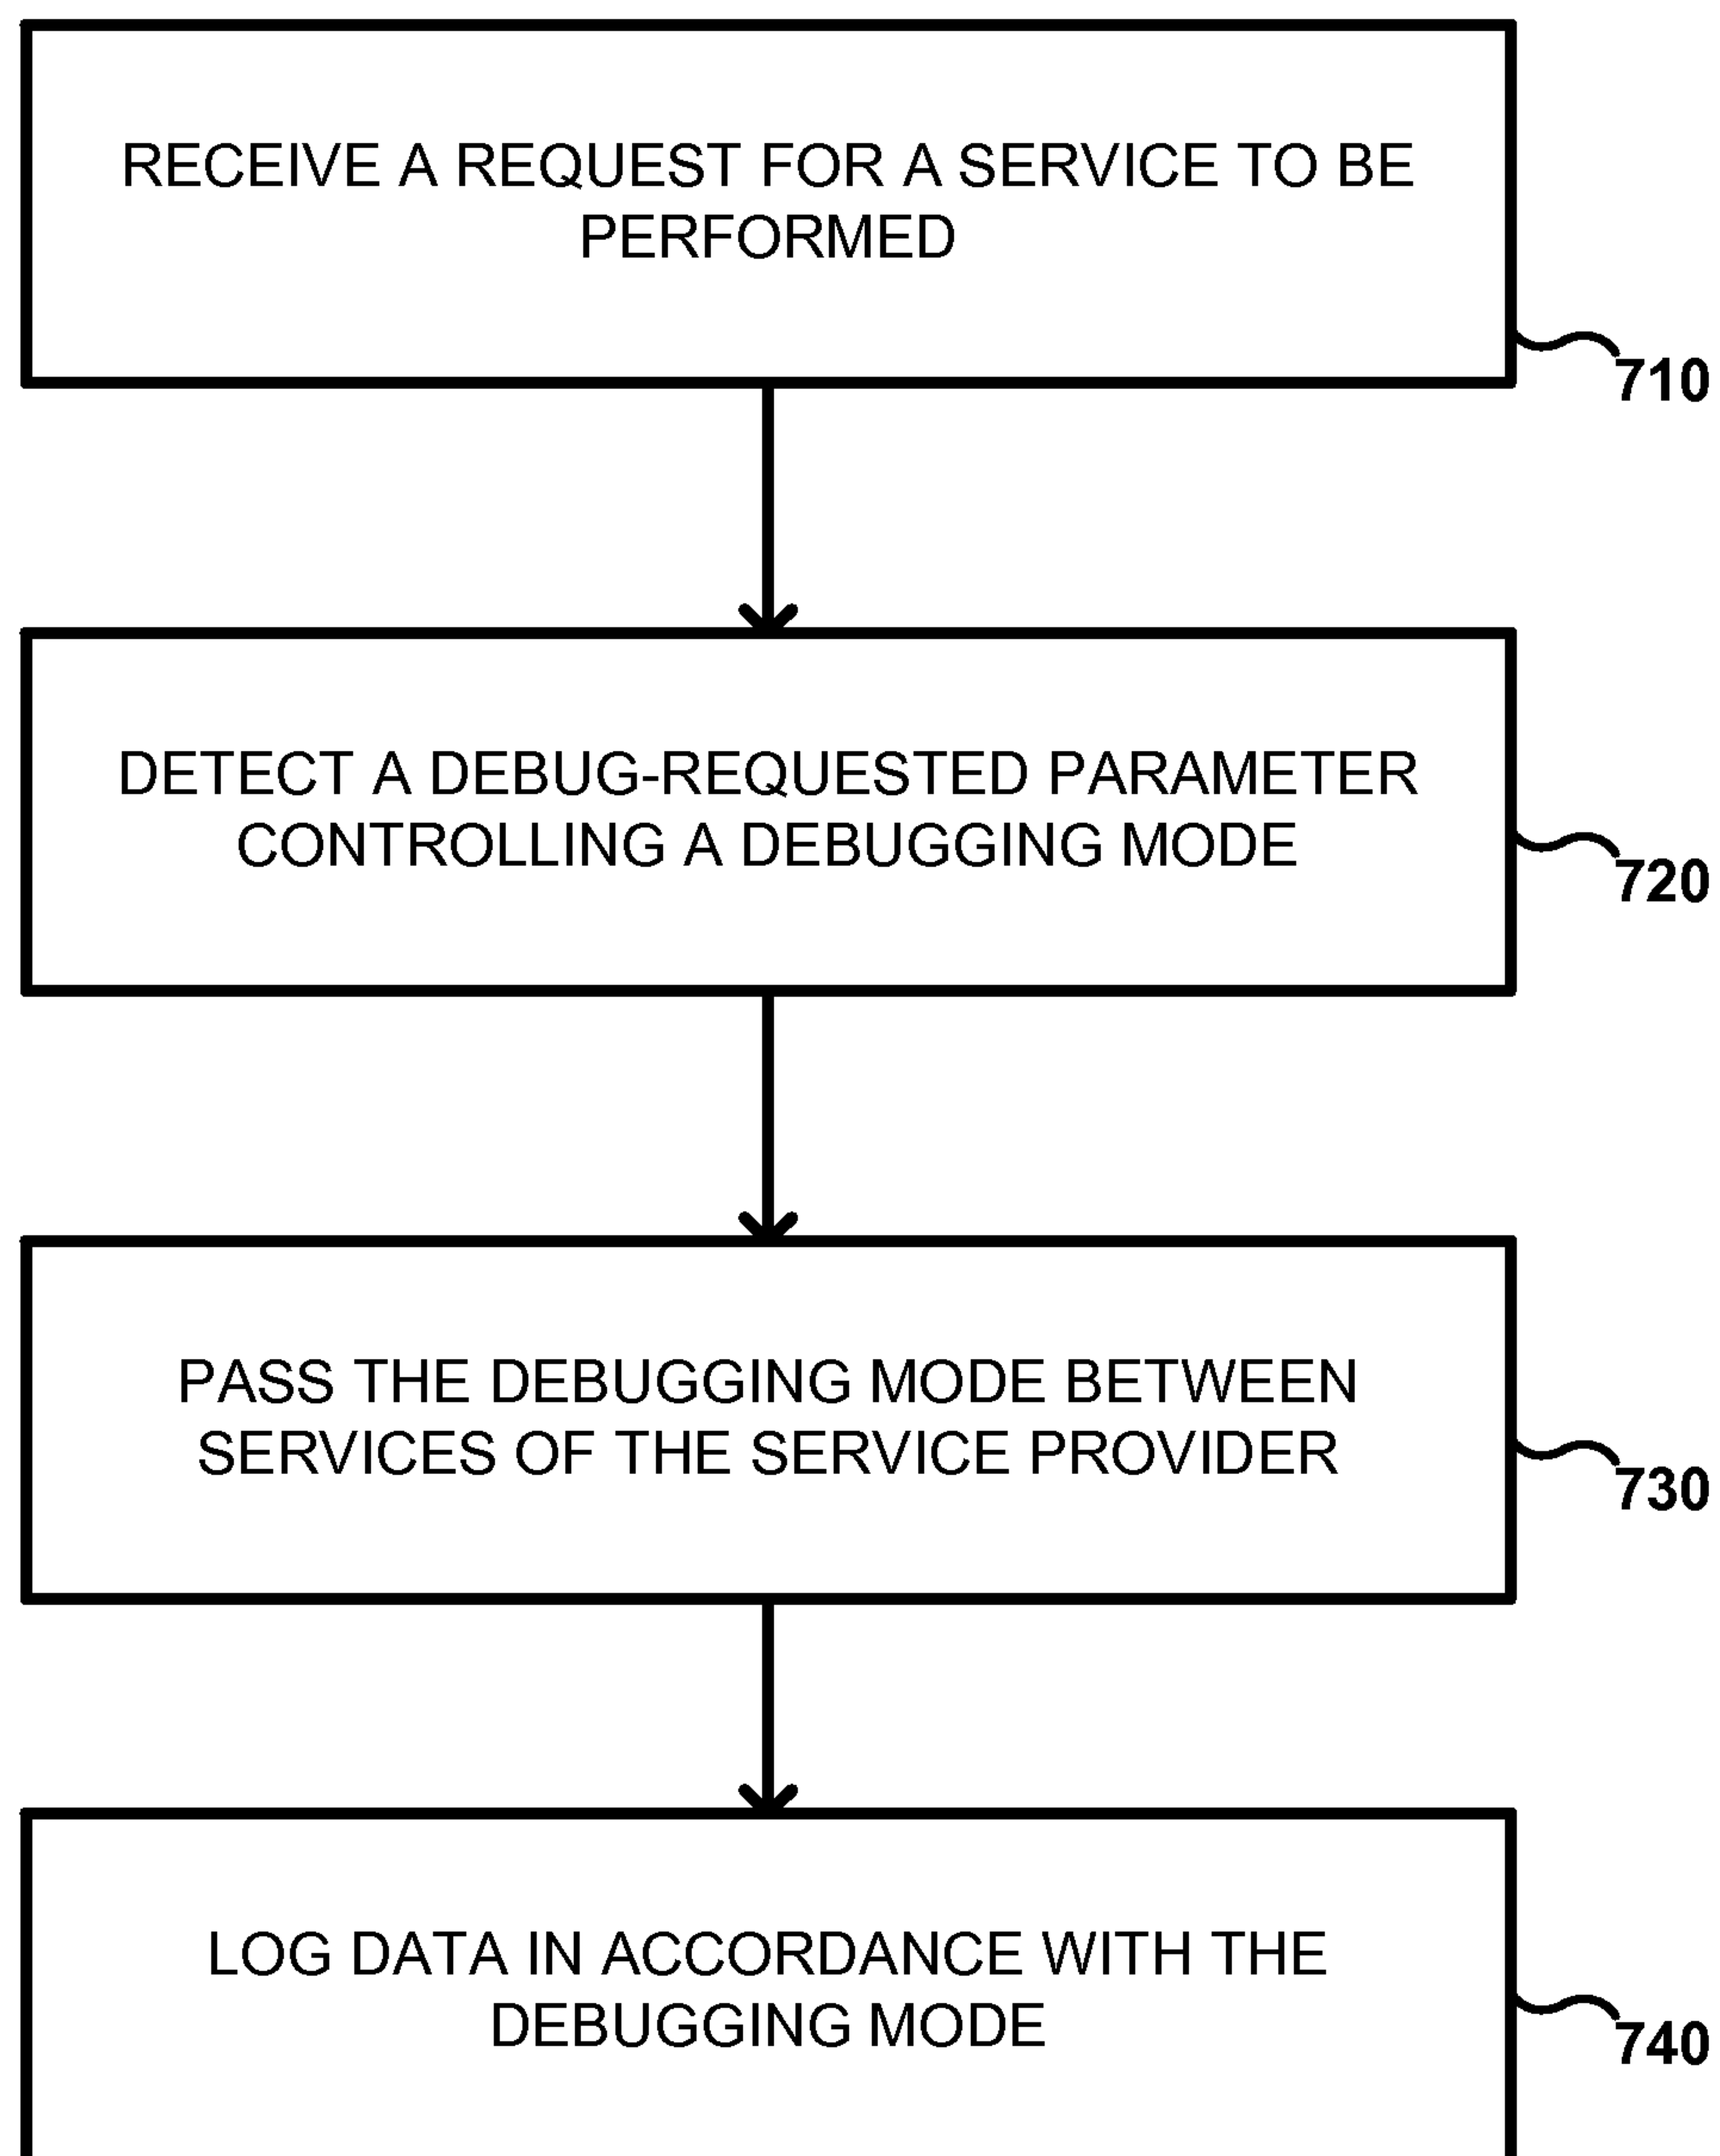 RECEIVE A REQUEST FOR A SERVICE TO BE
PERFORMED
710
DETECT A DEBUG-REQUESTED PARAMETER
CONTROLLING A DEBUGGING MODE
720
PASS THE DEBUGGING MODE BETWEEN
SERVICES OF THE SERVICE PROVIDER
730
LOG DATA IN ACCORDANCE WITH THE
DEBUGGING MODE
740